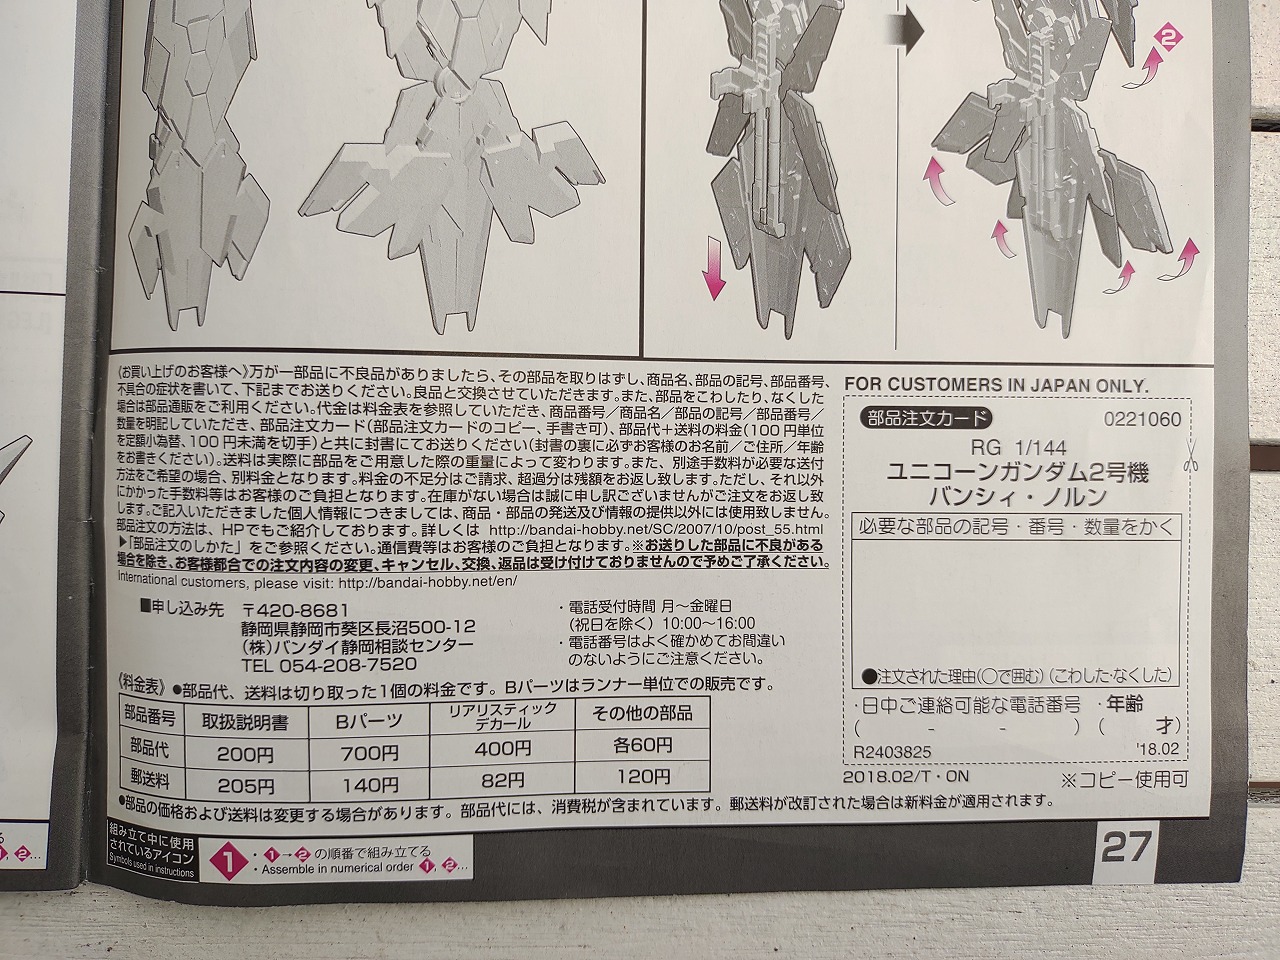 2
《お買い上げのお客様へ》万が一部品に不良品がありましたら、その部品を取りはずし、商品名、部品の記号、部品番号、
不具合の症状を書いて、下記までお送りください。良品と交換させていただきます。また、部品をこわしたり、なくした
場合は部品通販をご利用ください。代金は料金表を参照していただき、商品番号／商品名／部品の記号／部品番号／
数量を明記していただき、部品注文カード（部品注文カードのコピー、手書き可）、部品代＋送料の料金（100円単位
を定額小為替、100円未満を切手）と共に封書にてお送りください（封書の裏に必ずお客様のお名前／ご住所／年齢
をお書きください）。送料は実際に部品をご用意した際の重量によって変わります。また、別途手数料が必要な送付
方法をご希望の場合、別料金となります。料金の不足分はご請求、超過分は残額をお返し致します。ただし、それ以外
にかかった手数料等はお客様のご負担となります。在庫がない場合は誠に申し訳ございませんがご注文をお返し致
します。ご記入いただきました個人情報につきましては、商品・部品の発送及び情報の提供以外には使用致しません。
部品注文の方法は、HPでもご紹介しております。詳しくは http://bandai-hobby.net/SC/2007/10/post_55.html
▶「部品注文のしかた」をご参照ください。通信費等はお客様のご負担となります。※お送りした部品に不良がある
場合を除き、お客様都合での注文内容の変更、キャンセル、交換、返品は受け付けておりませんので予めご了承ください。
International customers, please visit: http://bandai-hobby.net/en/
■申し込み先 〒420-8681
静岡県静岡市葵区長沼500-12
（株）バンダイ静岡相談センター
TEL 054-208-7520
・電話受付時間 月～金曜日
（祝日を除く）10:00～16:00
・電話番号はよく確かめてお間違い
のないようにご注意ください。
《料金表》●部品代、送料は切り取った1個の料金です。Bパーツはランナー単位での販売です。
部品番号 取扱説明書 Bパーツ リアリスティックデカール その他の部品
部品代 200円 700円 400円 各60円
郵送料 205円 140円 82円 120円
●部品の価格および送料は変更する場合があります。部品代には、消費税が含まれています。郵送料が改訂された場合は新料金が適用されます。
FOR CUSTOMERS IN JAPAN ONLY.
部品注文カード 0221060
RG 1/144
ユニコーンガンダム2号機
バンシィ・ノルン
必要な部品の記号・番号・数量をかく
●注文された理由（○で囲む）（こわした・なくした）
・日中ご連絡可能な電話番号 ・年齢
（ - - ）（ 才）
R2403825 '18.02
2018.02/T・ON ※コピー使用可
組み立て中に使用
されているアイコン
Symbols used in instructions
1 ・1→2 の順番で組み立てる
・Assemble in numerical order 1, 2...
27